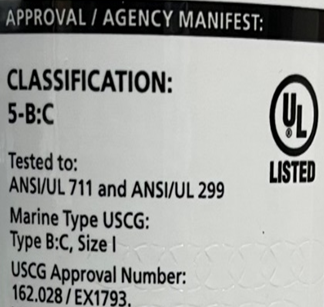 APPROVAL / AGENCY MANIFEST:
CLASSIFICATION:
5-B:C
UL
®
LISTED
Tested to:
ANSI/UL 711 and ANSI/UL 299
Marine Type USCG:
Type B:C, Size I
USCG Approval Number:
162.028 / EX1793.